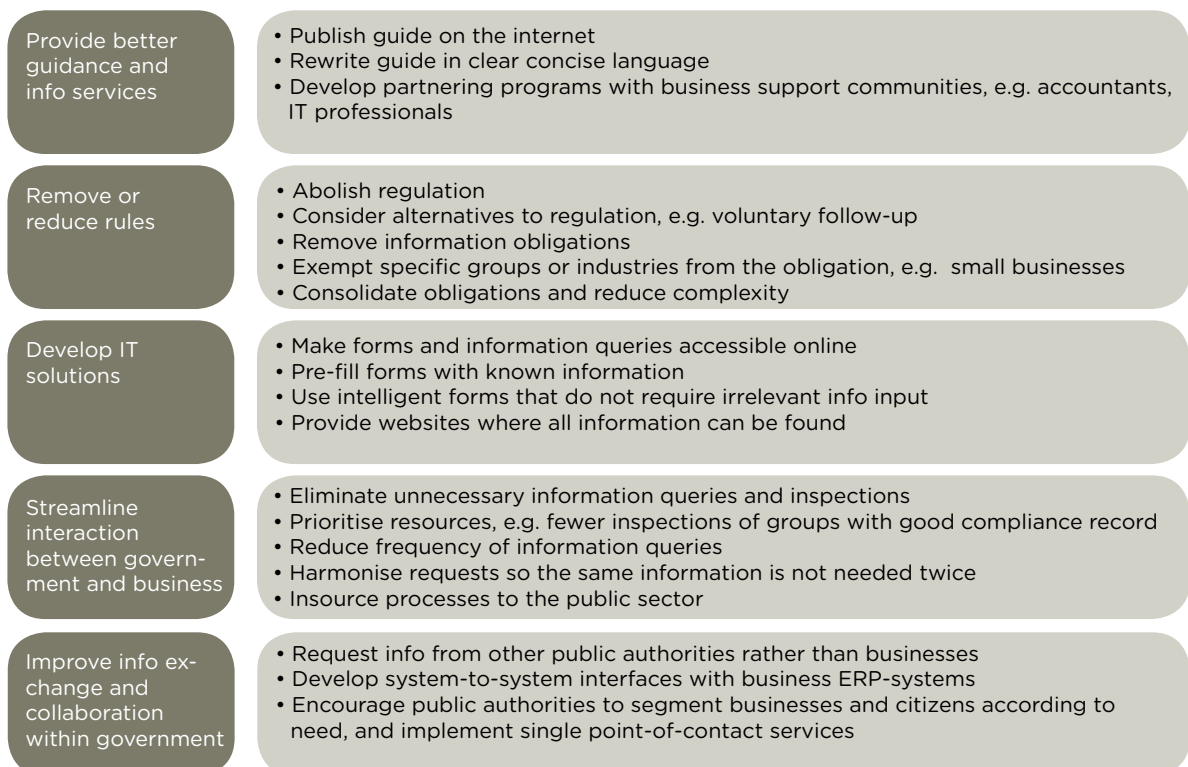 Provide better
guidance and
info services
• Publish guide on the internet
• Rewrite guide in clear concise language
• Develop partnering programs with business support communities, e.g. accountants,
IT professionals
Remove or
reduce rules
• Abolish regulation
• Consider alternatives to regulation, e.g. voluntary follow-up
• Remove information obligations
• Exempt specific groups or industries from the obligation, e.g.  small businesses
• Consolidate obligations and reduce complexity
Develop IT
solutions
• Make forms and information queries accessible online
• Pre-fill forms with known information
• Use intelligent forms that do not require irrelevant info input
• Provide websites where all information can be found
Streamline
interaction
between govern-
ment and business
• Eliminate unnecessary information queries and inspections
• Prioritise resources, e.g. fewer inspections of groups with good compliance record
• Reduce frequency of information queries
• Harmonise requests so the same information is not needed twice
• Insource processes to the public sector
Improve info ex-
change and
collaboration
within government
• Request info from other public authorities rather than businesses
• Develop system-to-system interfaces with business ERP-systems
• Encourage public authorities to segment businesses and citizens according to
need, and implement single point-of-contact services